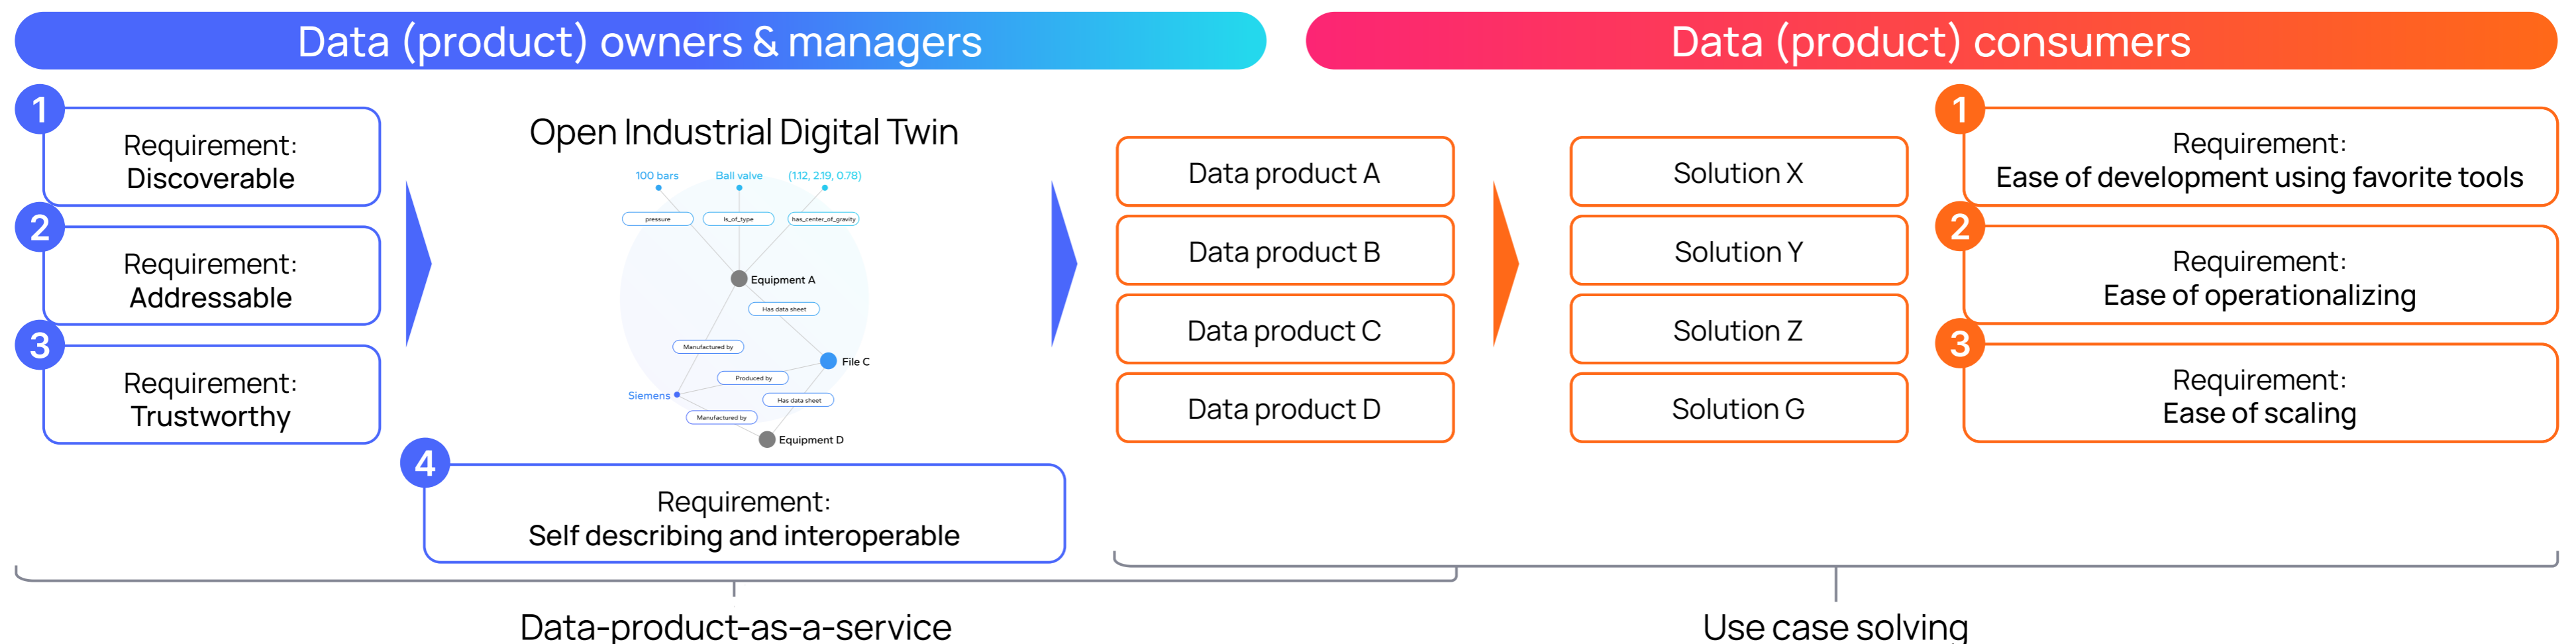 Data (product) owners & managers
Data (product) consumers
1
Requirement:
Discoverable
2
Requirement:
Addressable
3
Requirement:
Trustworthy
Open Industrial Digital Twin
100 bars
Ball valve
(1.12, 2.19, 0.78)
pressure
Is_of_type
has_center_of_gravity
Equipment A
Has data sheet
Manufactured by
File C
Produced by
Siemens
Has data sheet
Manufactured by
Equipment D
4
Requirement:
Self describing and interoperable
Data product A
Data product B
Data product C
Data product D
Solution X
Solution Y
Solution Z
Solution G
1
Requirement:
Ease of development using favorite tools
2
Requirement:
Ease of operationalizing
3
Requirement:
Ease of scaling
Data-product-as-a-service
Use case solving